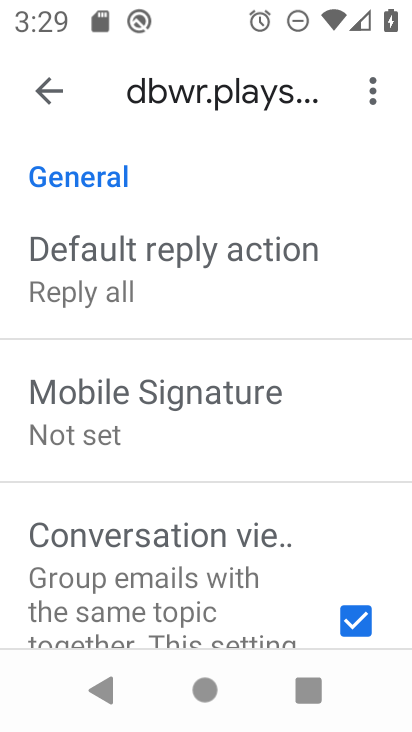 3:29
dbwr.plays...
General
Default reply action
Reply all
Mobile Signature
Not set
Conversation vie..
Group emails with
the same topic
together. This setting